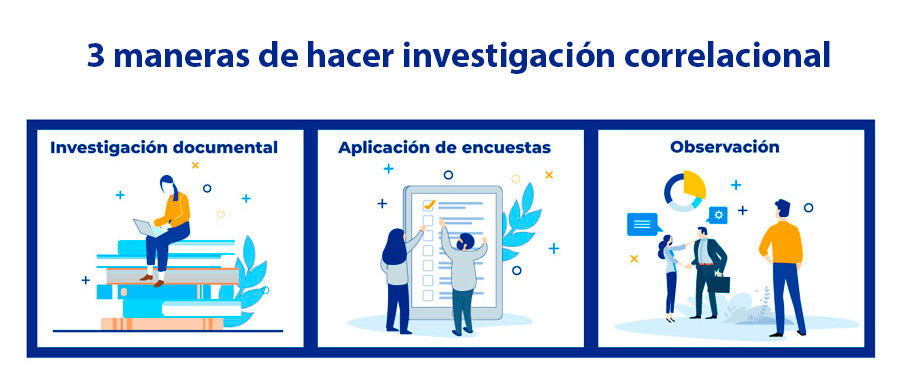 3 maneras de hacer investigación correlacional
Investigación documental
Aplicación de encuestas
Observación